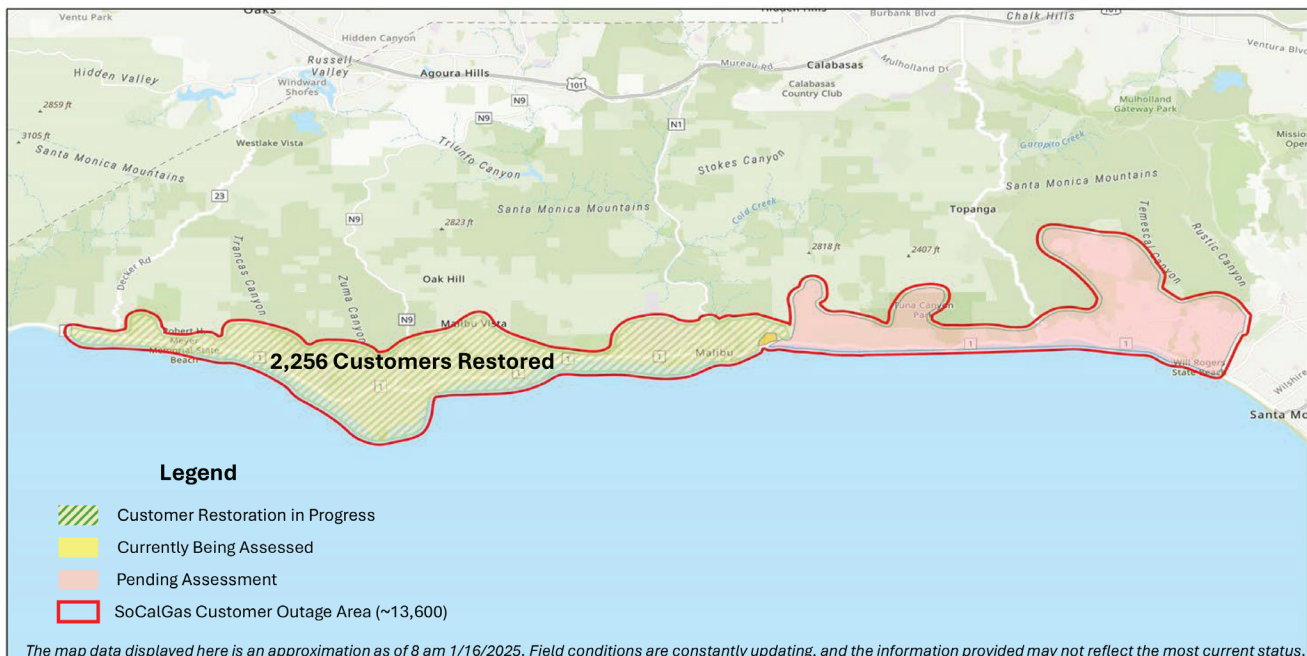 Oaks
Hidden Hills
Burbank Blvd
Chalk Hills
101
Ventu Park
Hidden Canyon
Ventura Blvd
Russell
Valley
Mureau Rd
Calabasas
Mulholland Dr
Hidden Valley
Agoura Hills
Windward
Shores
101
Calabasas
Country Club
2859 ft
N9
Mulholland
Gateway Park
N9
N1
3105 ft
Westlake Vista
Triunfo Canyon
Garapito Creek
Santa Monica Mountains
Stokes Canyon
Santa Monica Mountains
23
Santa Monica Mountains
Cold Creek
Topanga
N9
2823 ft
Temescal Canyon
Rustic Canyon
2818 ft
2407 ft
Trancas Canyon
Decker Rd
Zuma Canyon
Oak Hill
Tuna Canyon
Park
N9
Malibu Vista
Robert H.
Meyer
Memorial State
Beach
1
2,256 Customers Restored
1
1
Malibu
1
1
Will Rogers
State Beach
1
Wilshire
Santa Mo
Legend
Customer Restoration in Progress
Currently Being Assessed
Pending Assessment
SoCalGas Customer Outage Area (~13,600)
The map data displayed here is an approximation as of 8 am 1/16/2025. Field conditions are constantly updating, and the information provided may not reflect the most current status.